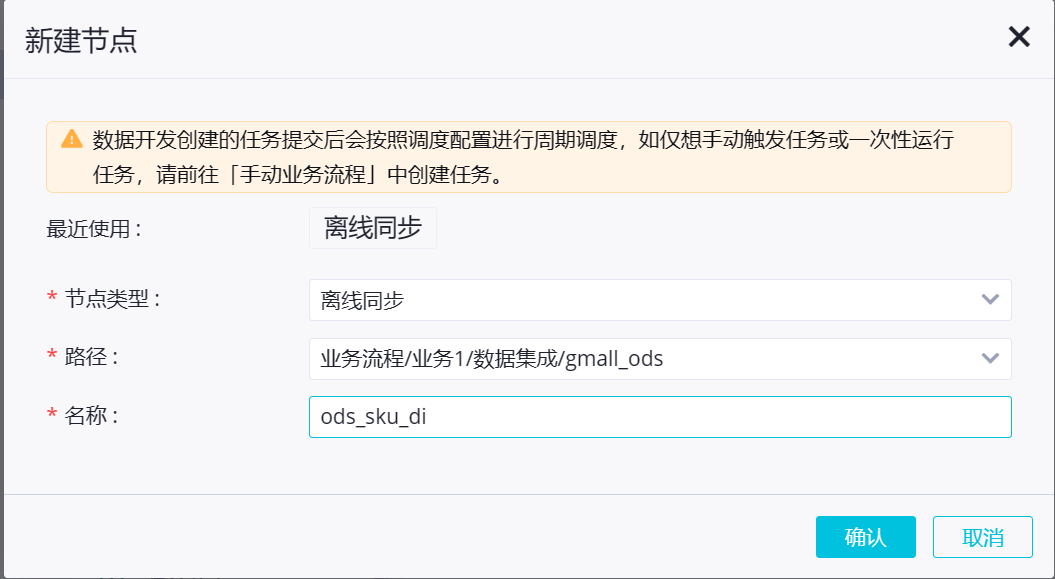 新建节点
数据开发创建的任务提交后会按照调度配置进行周期调度，如仅想手动触发任务或一次性运行
任务，请前往「手动业务流程」中创建任务。
最近使用 : 离线同步
* 节点类型 : 离线同步
* 路径 : 业务流程/业务1/数据集成/gmall_ods
* 名称 : ods_sku_di
确认 取消